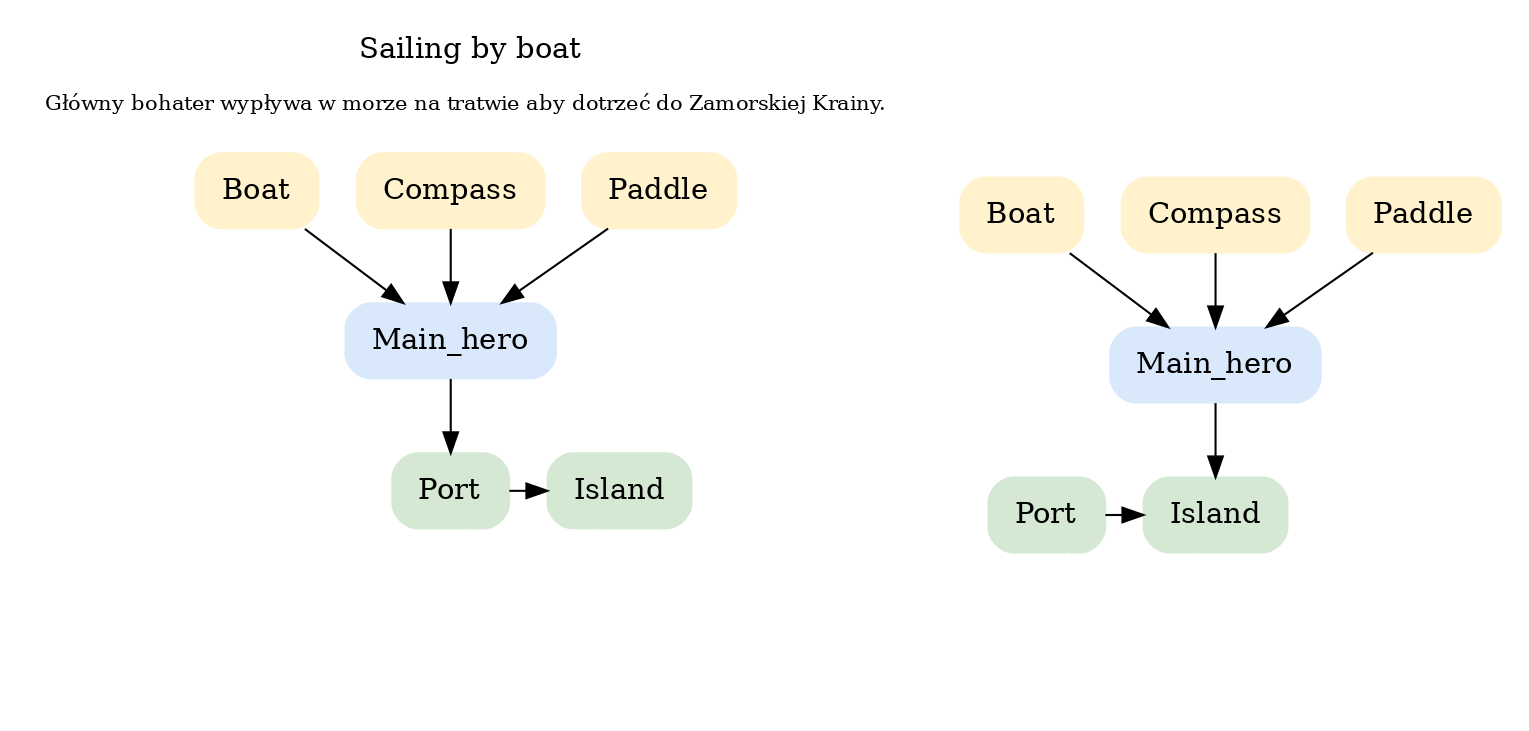 Sailing by boat
Główny bohater wypływa w morze na tratwie aby dotrzeć do Zamorskiej Krainy.
Boat
Compass
Paddle
Main_hero
Port
Island
Boat
Compass
Paddle
Main_hero
Port
Island